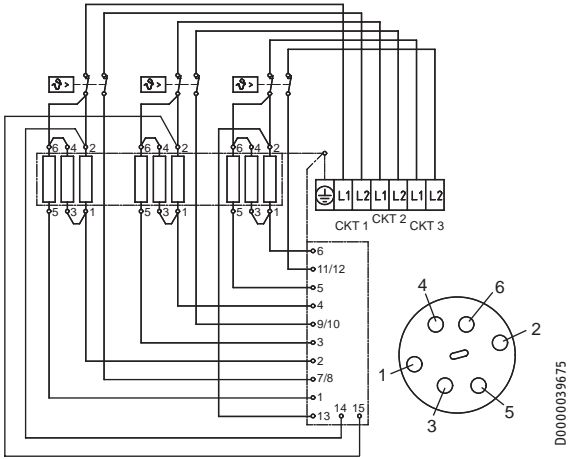 ϑ> ϑ> ϑ>
6 4 2 6 4 2 6 4 2
5 3 1 5 3 1 5 3 1
L1 L2 L1 L2 L1 L2
CKT 1 CKT 2 CKT 3
6
11/12
5
4
9/10
3
2
7/8
1
14 15
13
4 6
2
1
3 5
D0000039675